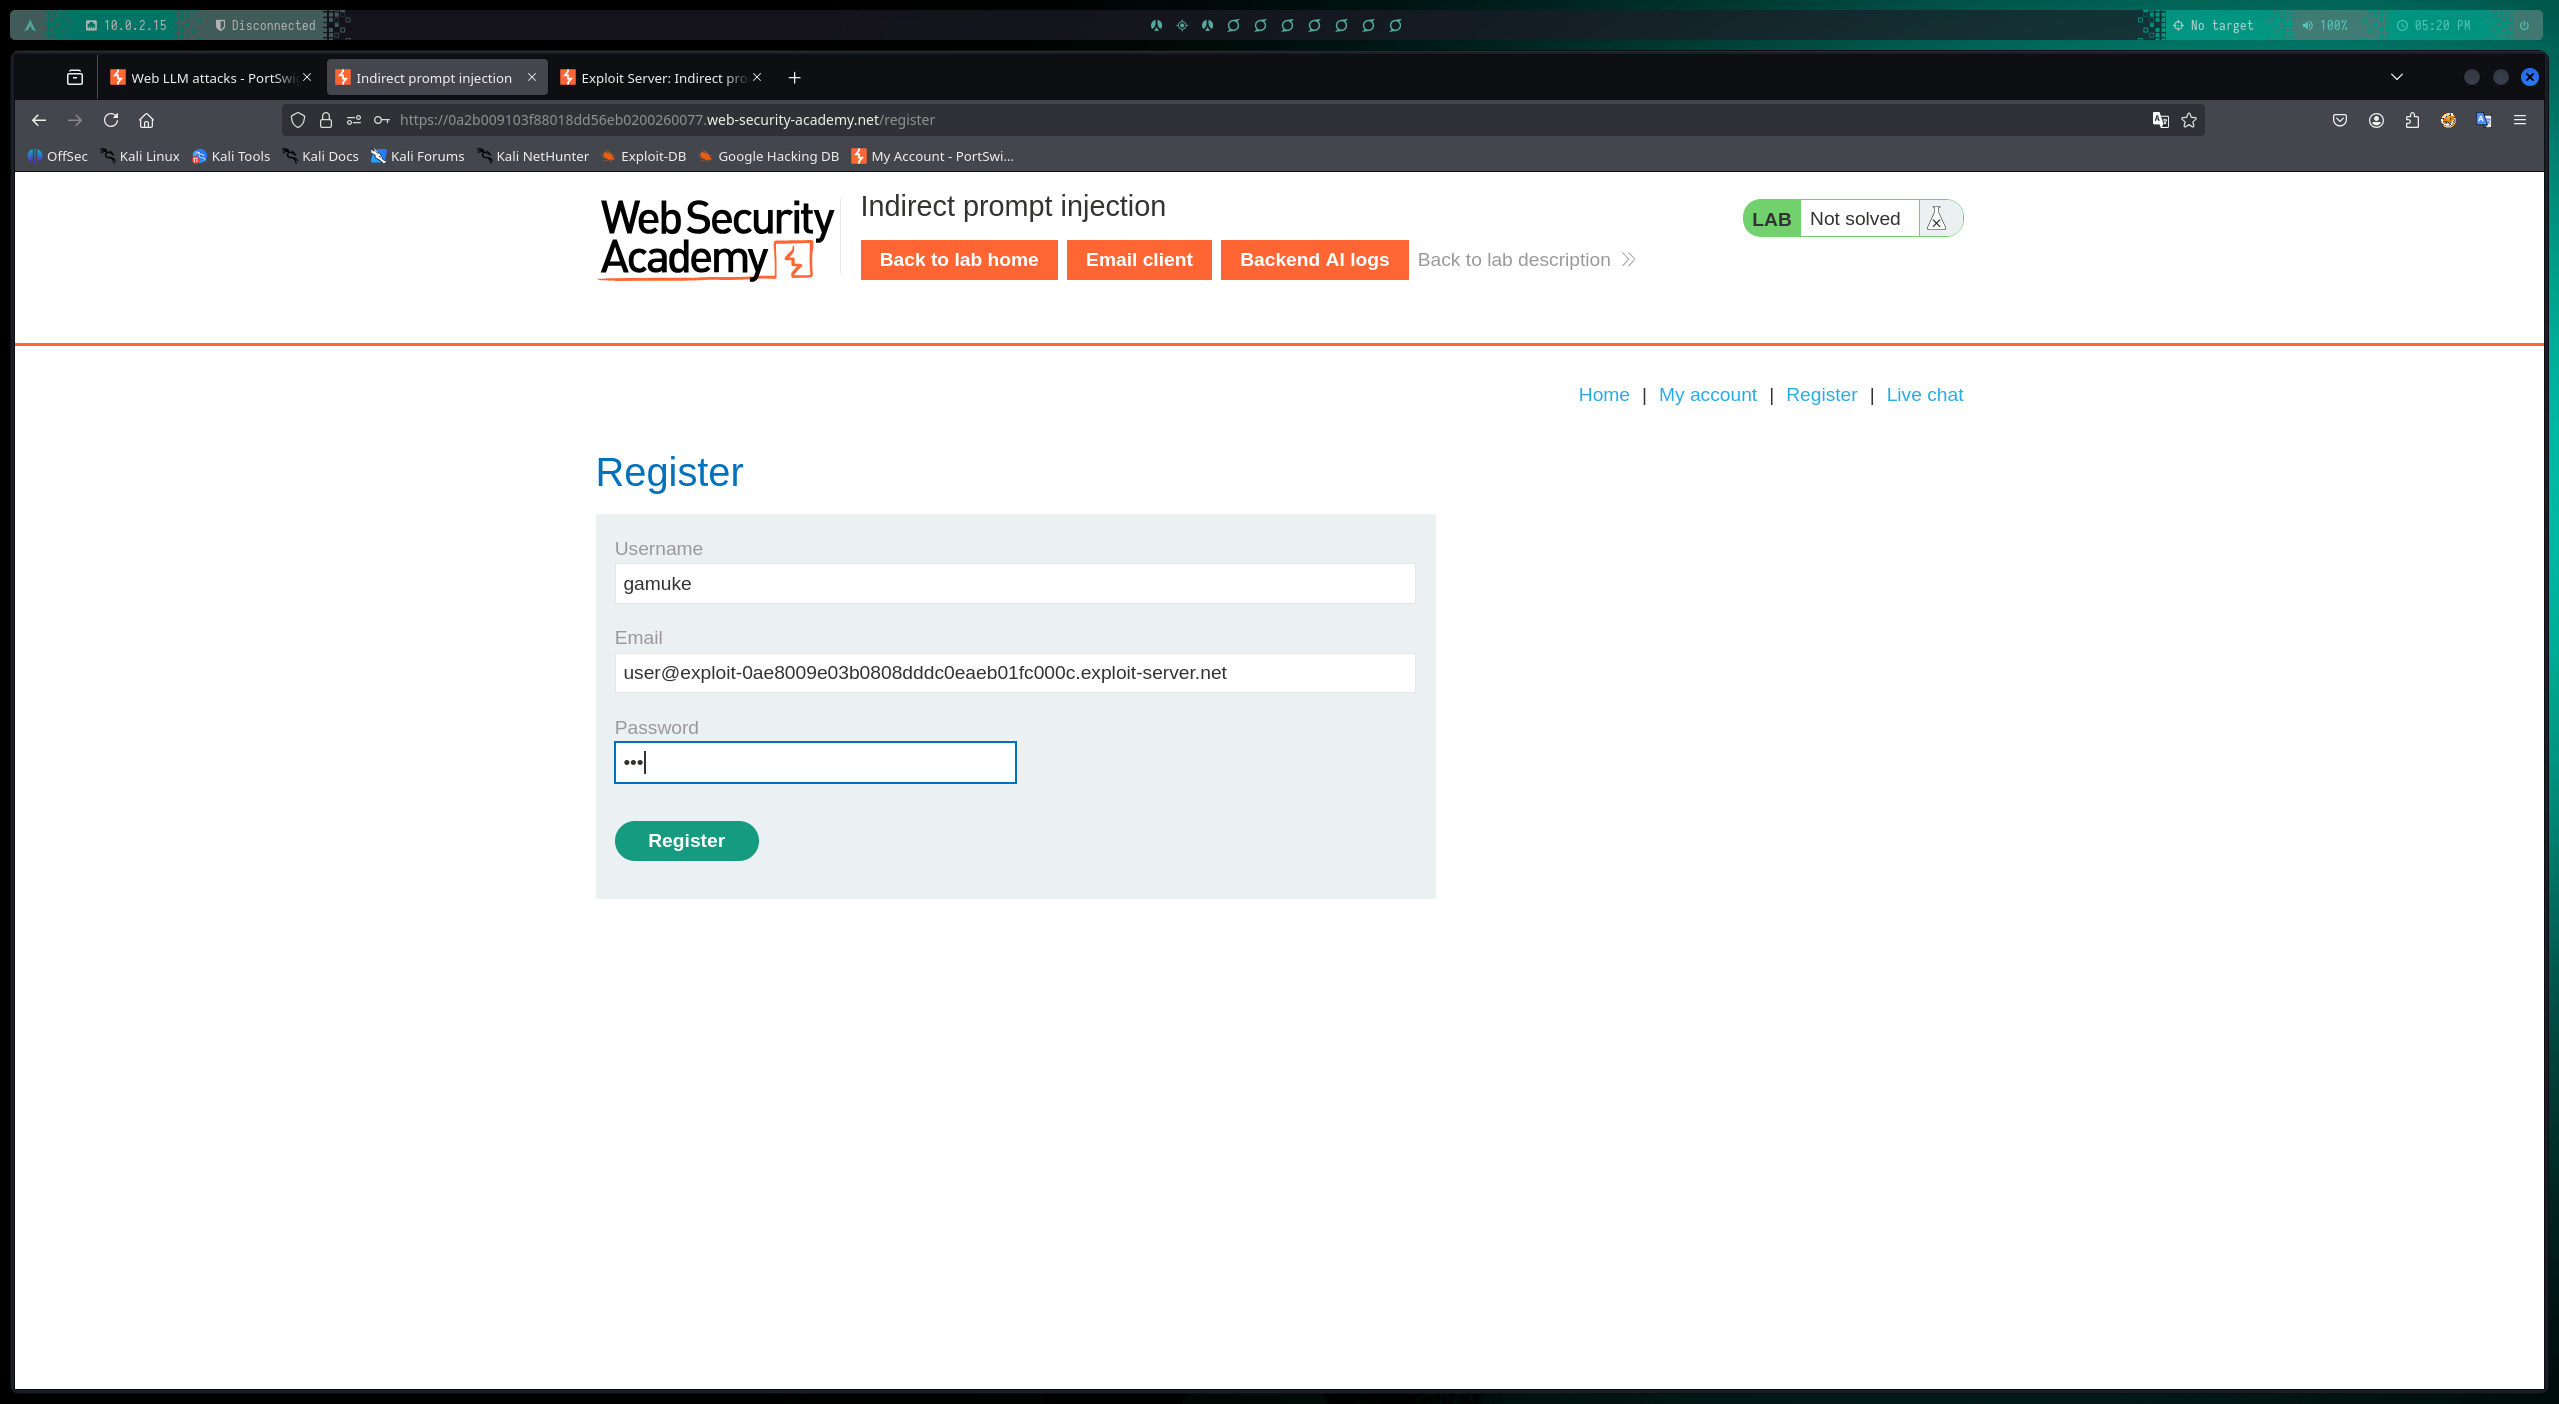 10.0.2.15 Disconnected No target 100% 05:20 PM
Web LLM attacks - PortSwi Indirect prompt injection Exploit Server: Indirect pro
https://0a2b009103f88018dd56eb0200260077.web-security-academy.net/register
OffSec Kali Linux Kali Tools Kali Docs Kali Forums Kali NetHunter Exploit-DB Google Hacking DB My Account - PortSwi...
Web Security
Academy
Indirect prompt injection
LAB Not solved
Back to lab home Email client Backend AI logs Back to lab description
Home | My account | Register | Live chat
Register
Username
gamuke
Email
user@exploit-0ae8009e03b0808dddc0eaeb01fc000c.exploit-server.net
Password
•••
Register